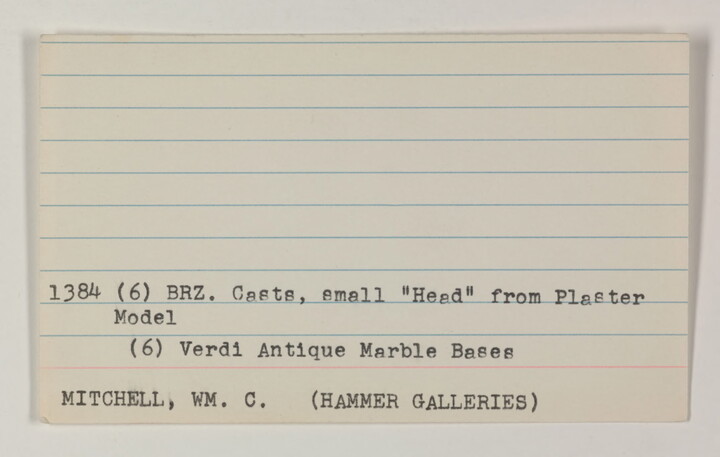 1384 (6) BRZ. Casts, small "Head" from Plaster
Model
(6) Verdi Antique Marble Bases
MITCHELL, WM. C. (HAMMER GALLERIES)